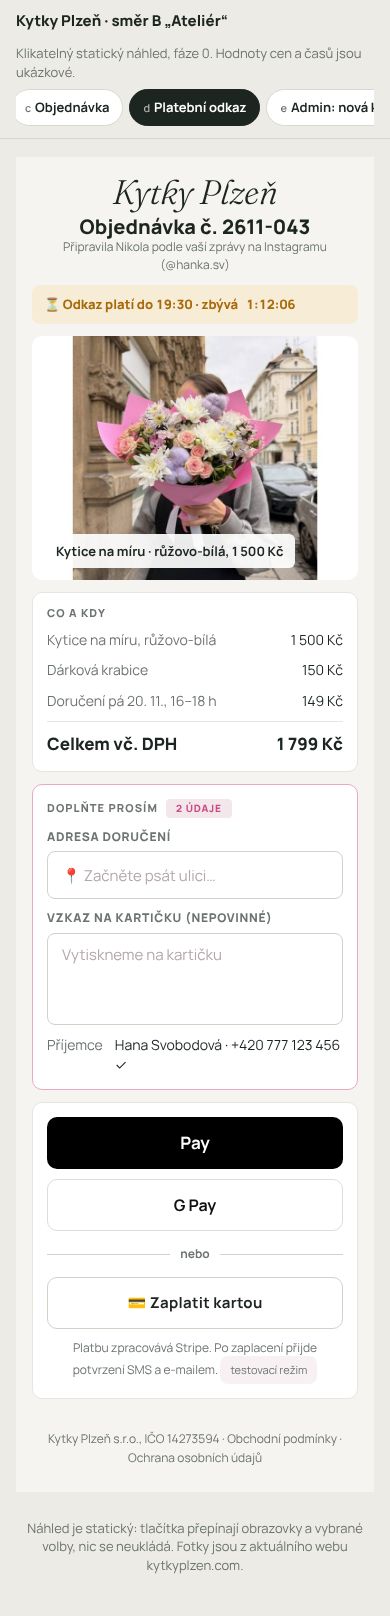 Kytky Plzeň · směr B „Ateliér“
Klikatelný statický náhled, fáze 0. Hodnoty cen a časů jsou
ukázkové.
c Objednávka
d Platební odkaz
e Admin: nová
Kytky Plzeň
Objednávka č. 2611-043
Připravila Nikola podle vaší zprávy na Instagramu
(@hanka.sv)
⏳ Odkaz platí do 19:30 · zbývá 1:12:06
Kytice na míru · růžovo-bílá, 1 500 Kč
CO A KDY
Kytice na míru, růžovo-bílá 1 500 Kč
Dárková krabice 150 Kč
Doručení pá 20. 11., 16–18 h 149 Kč
Celkem vč. DPH 1 799 Kč
DOPLŇTE PROSÍM 2 ÚDAJE
ADRESA DORUČENÍ
📍 Začněte psát ulici…
VZKAZ NA KARTIČKU (NEPOVINNÉ)
Vytiskneme na kartičku
Příjemce Hana Svobodová · +420 777 123 456
✓
Pay
G Pay
nebo
💳 Zaplatit kartou
Platbu zpracovává Stripe. Po zaplacení přijde
potvrzení SMS a e-mailem. testovací režim
Kytky Plzeň s.r.o., IČO 14273594 · Obchodní podmínky ·
Ochrana osobních údajů
Náhled je statický: tlačítka přepínají obrazovky a vybrané
volby, nic se neukládá. Fotky jsou z aktuálního webu
kytkyplzen.com.